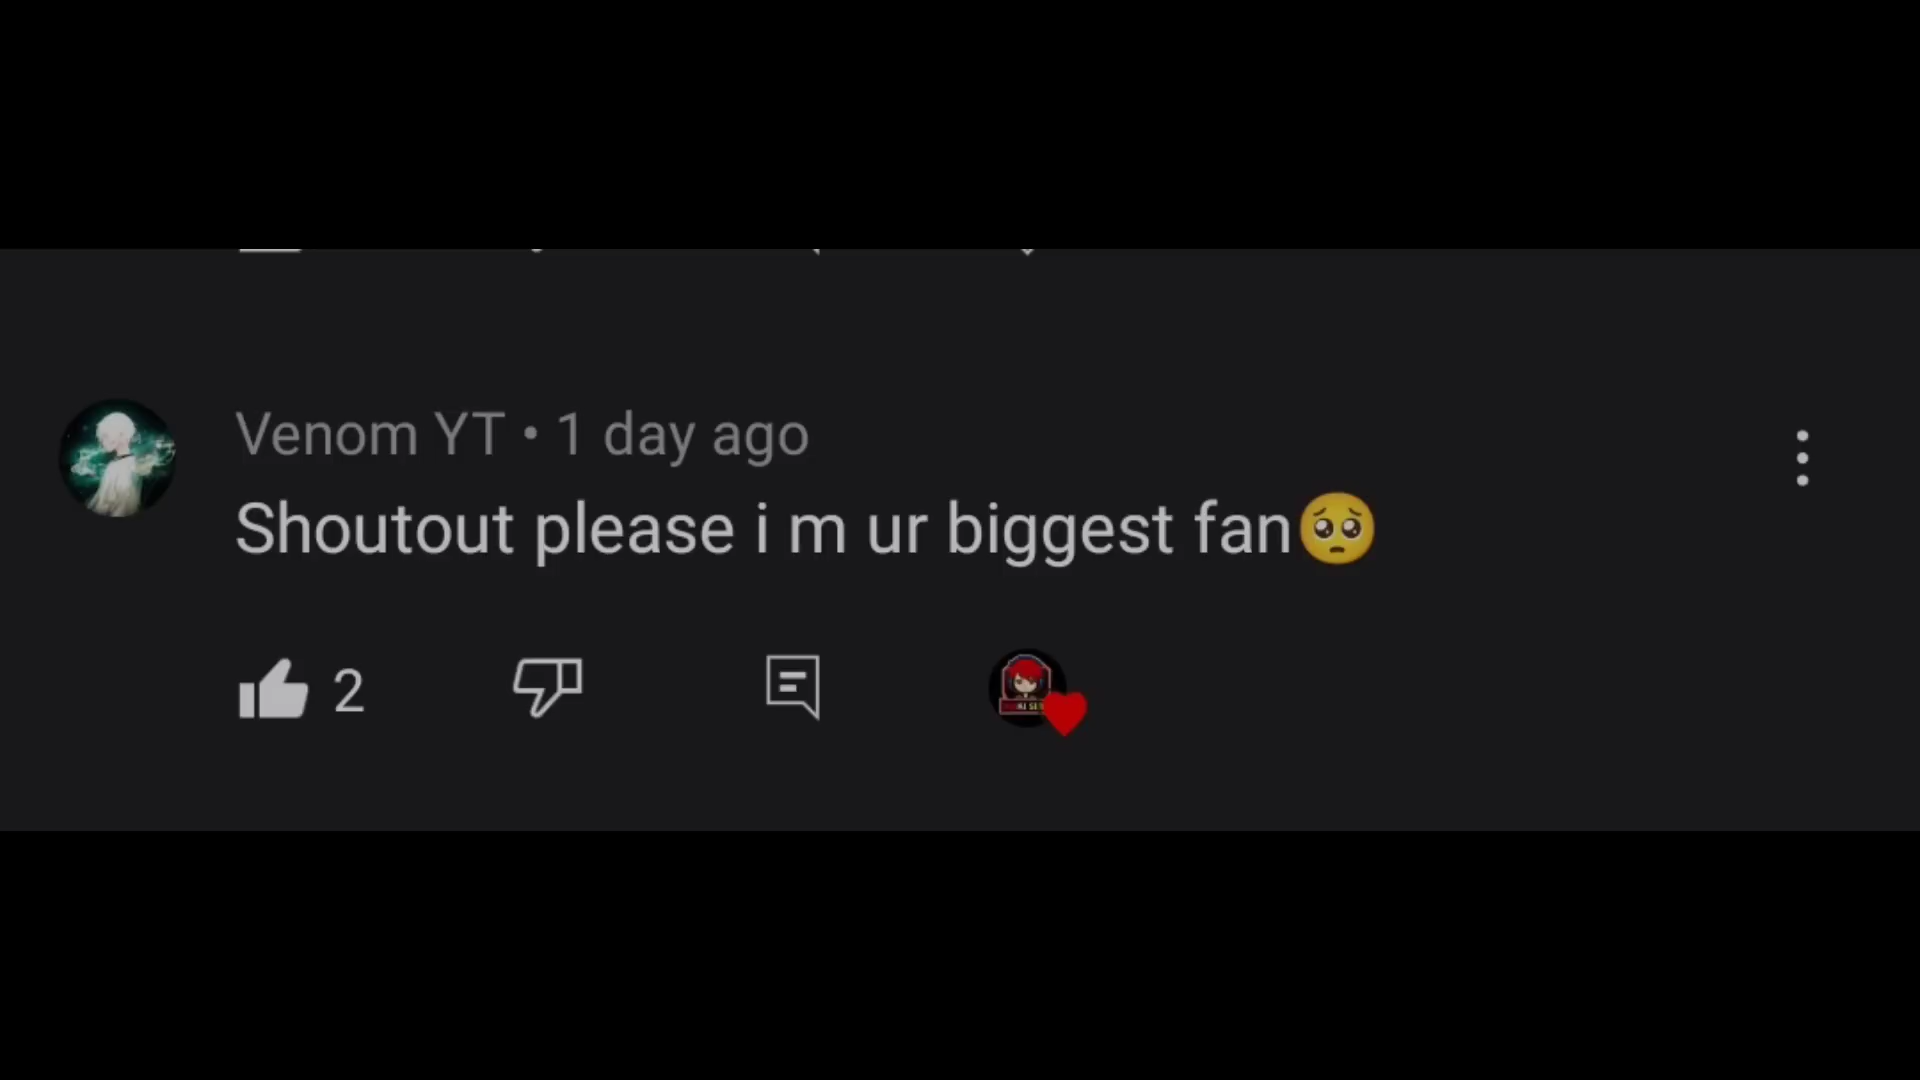 Venom YT • 1 day ago
Shoutout please i m ur biggest fan🥺
2